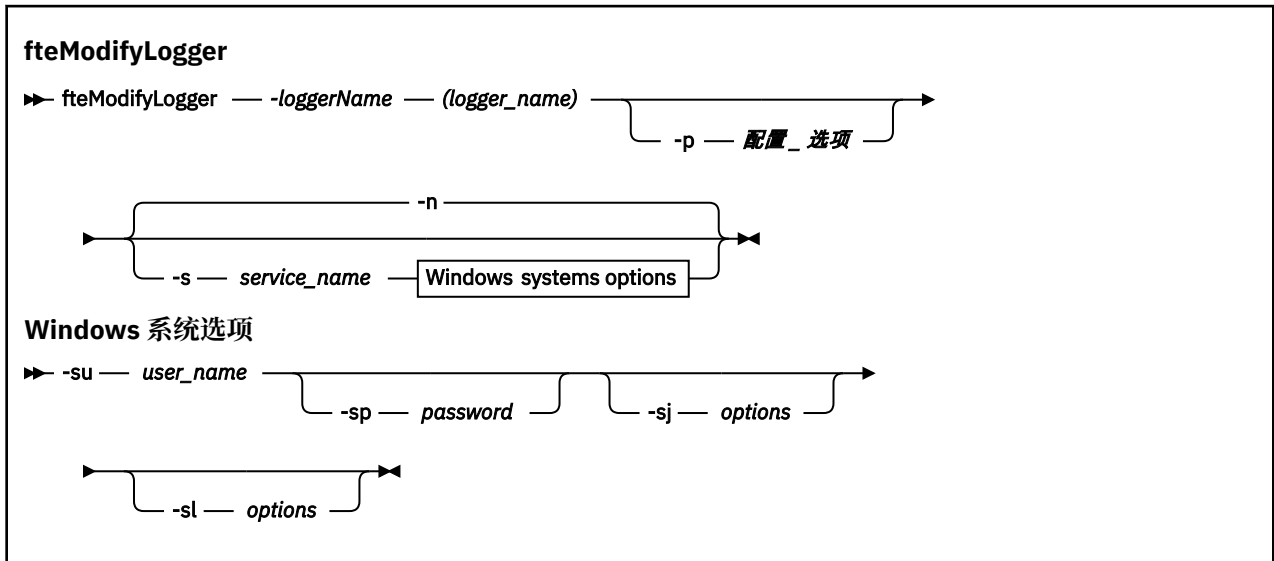 fteModifyLogger
fteModifyLogger -loggerName (logger_name)
-p 配置_ 选项
-n
-s service_name Windows systems options
Windows 系统选项
-su user_name
-sp password -sj options
-sl options